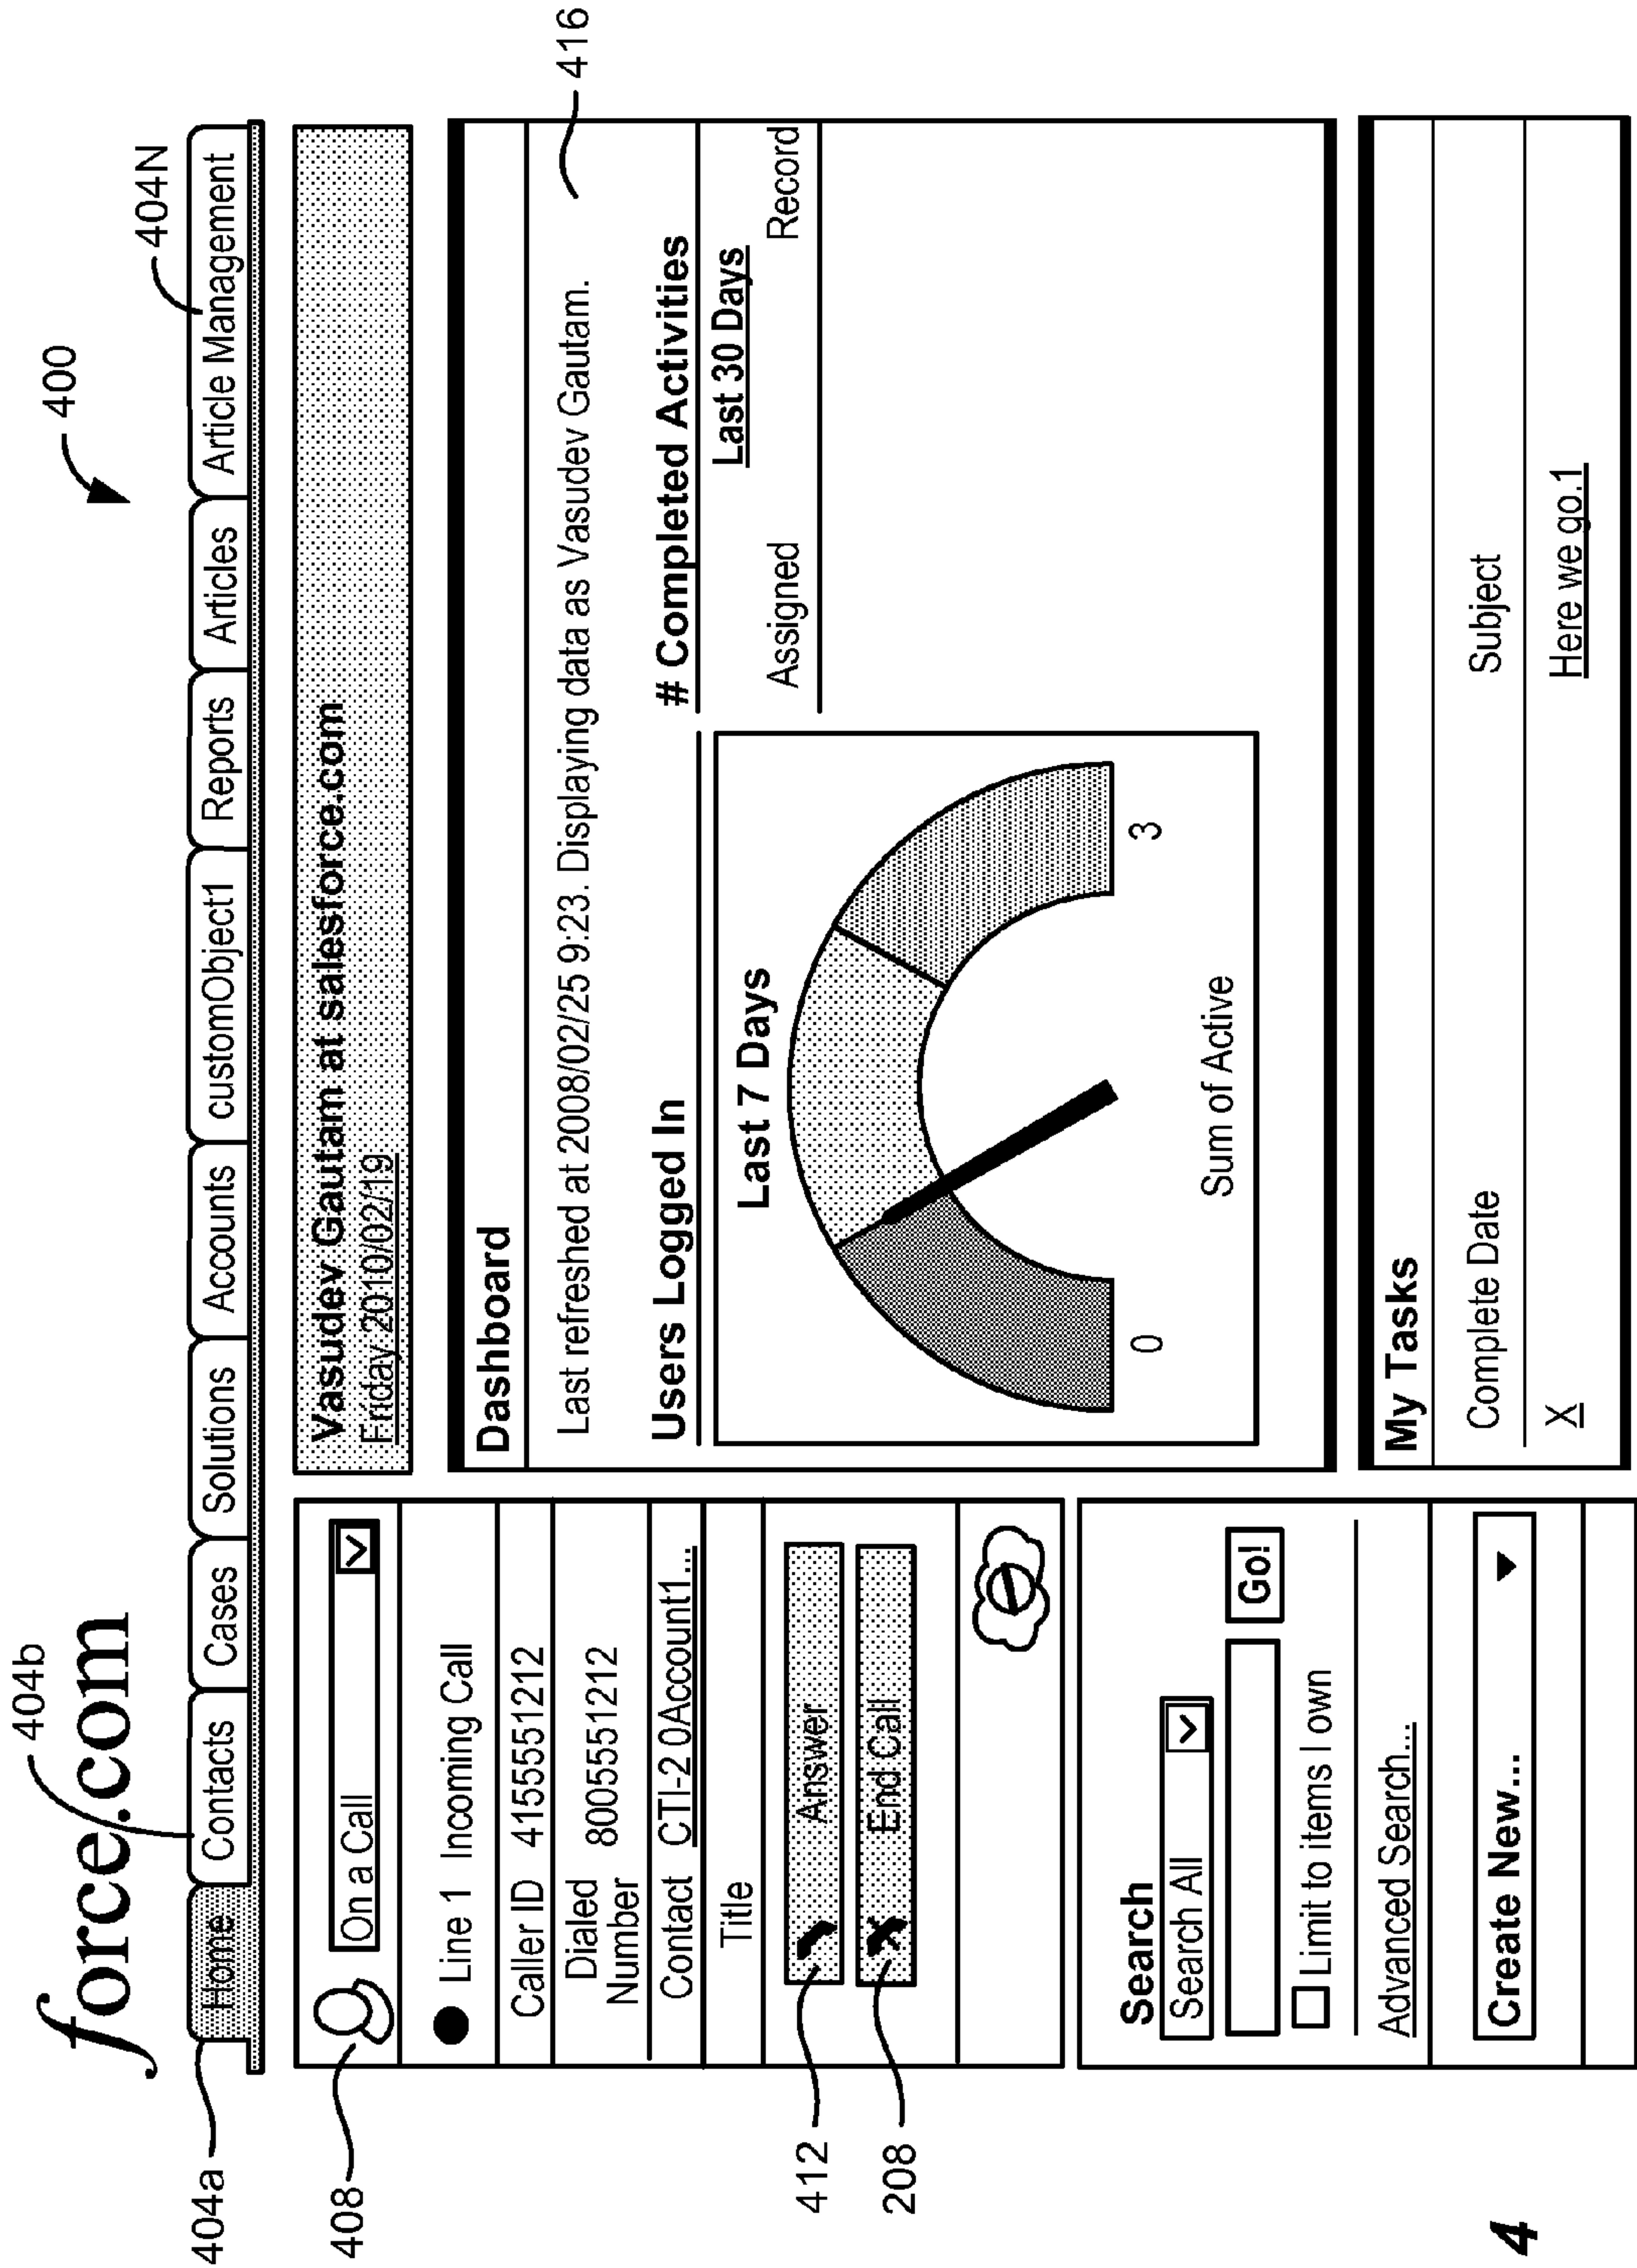 400
404b
404N
force.com
404a
Home Contacts Cases Solutions Accounts customObject1 Reports Articles Article Management
408
On a Call
Line 1 Incoming Call
Caller ID 4155551212
Dialed Number 8005551212
Contact CTI-2 0Account1...
Title
412
Answer
208
End Call
Search
Search All
Go!
Limit to items I own
Advanced Search...
Create New...
Vasudev Gautam at salesforce.com
Friday 2010/02/19
Dashboard
Last refreshed at 2008/02/25 9:23. Displaying data as Vasudev Gautam.
416
Users Logged In
Last 7 Days
0 3
Sum of Active
# Completed Activities
Last 30 Days
Assigned Record
My Tasks
Complete Date Subject
X Here we go.1
4